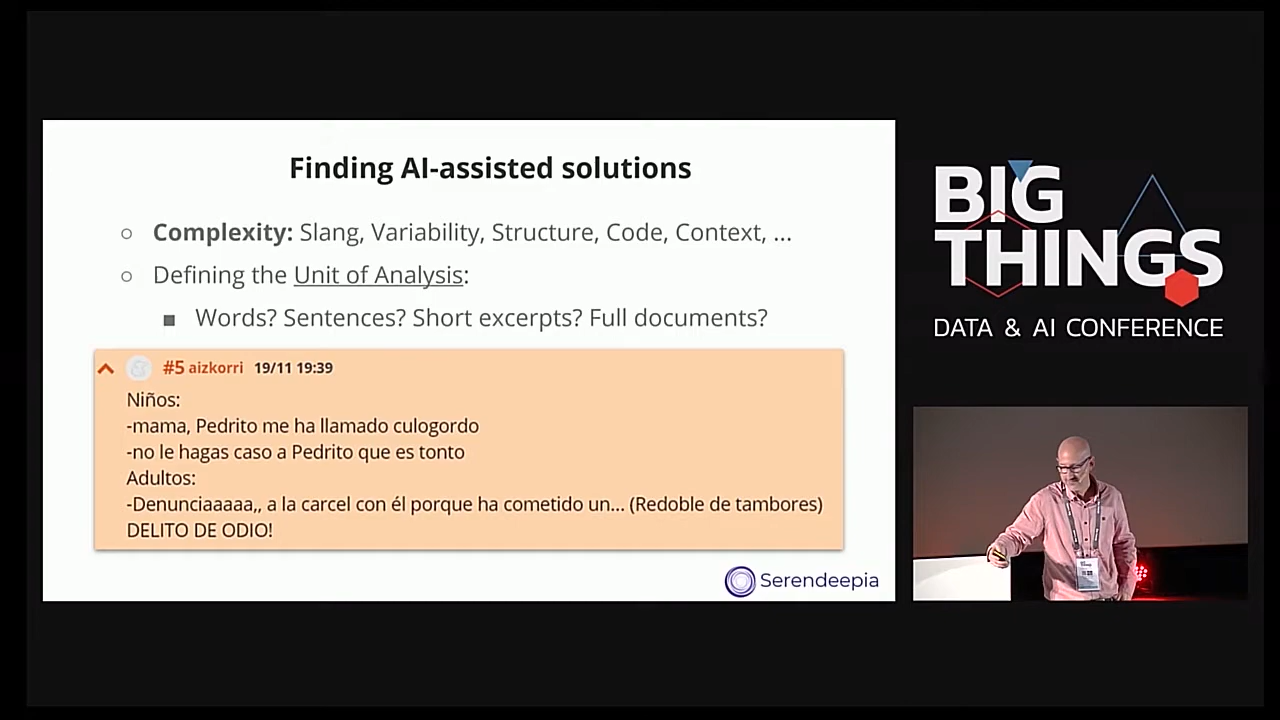 Finding AI-assisted solutions
Complexity: Slang, Variability, Structure, Code, Context, ...
Defining the Unit of Analysis:
Words? Sentences? Short excerpts? Full documents?
#5 aizkorri 19/11 19:39
Niños:
-mama, Pedrito me ha llamado culogordo
-no le hagas caso a Pedrito que es tonto
Adultos:
-Denunciaaaaa,, a la carcel con él porque ha cometido un... (Redoble de tambores)
DELITO DE ODIO!
Serendeepia
BIG
THINGS
DATA & AI CONFERENCE